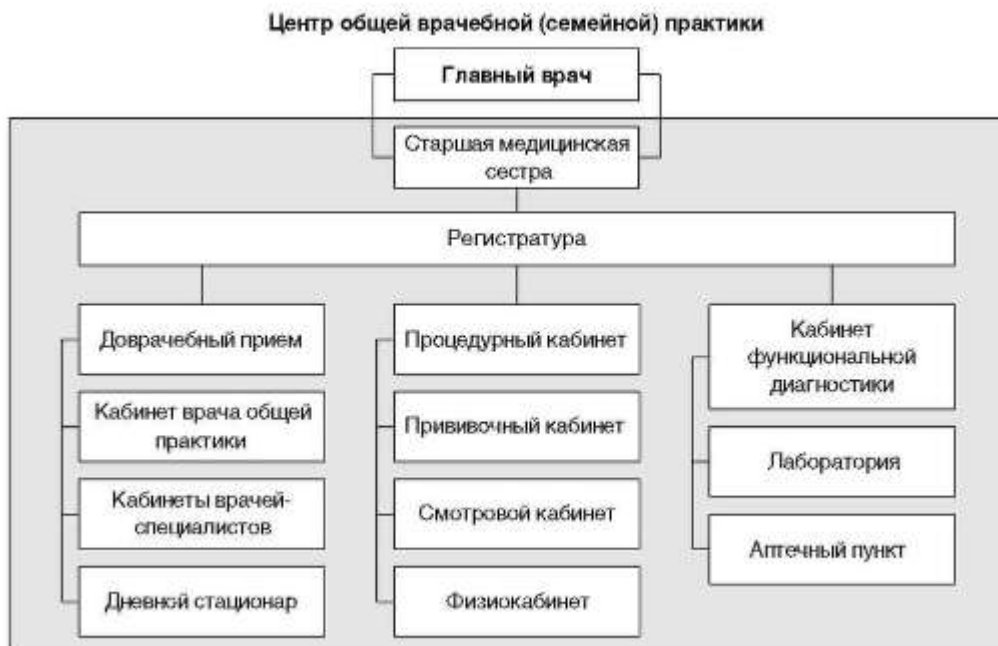 Центр общей врачебной (семейной) практики
Главный врач
Старшая медицинская
сестра
Регистратура
Доврачебный прием
Кабинет врача общей
практики
Кабинеты врачей-
специалистов
Дневной стационар
Процедурный кабинет
Прививочный кабинет
Смотровой кабинет
Физиокабинет
Кабинет
функциональной
диагностики
Лаборатория
Аптечный пункт